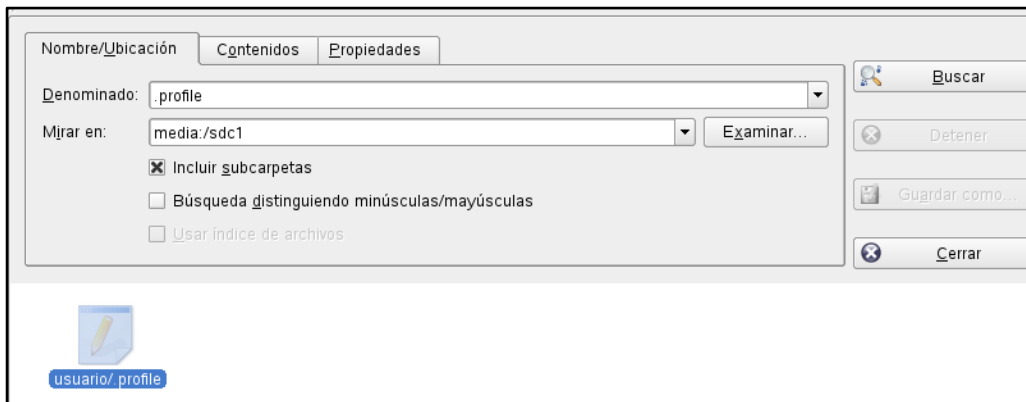 Nombre/Ubicación Contenidos Propiedades
Denominado: .profile
Mirar en: media:/sdc1 Examinar...
Incluir subcarpetas
Búsqueda distinguiendo minúsculas/mayúsculas
Usar índice de archivos
Buscar
Detener
Guardar como...
Cerrar
usuario/.profile